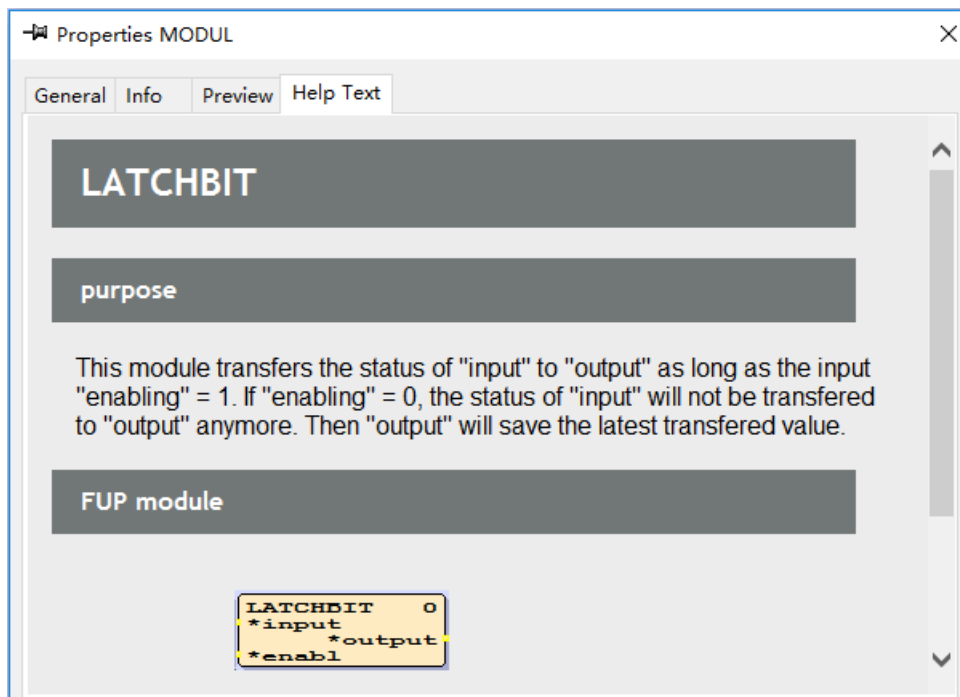 Properties MODUL
General Info Preview Help Text
LATCHBIT
purpose
This module transfers the status of "input" to "output" as long as the input
"enabling" = 1. If "enabling" = 0, the status of "input" will not be transfered
to "output" anymore. Then "output" will save the latest transfered value.
FUP module
LATCHBIT 0
*input
*output
*enabl